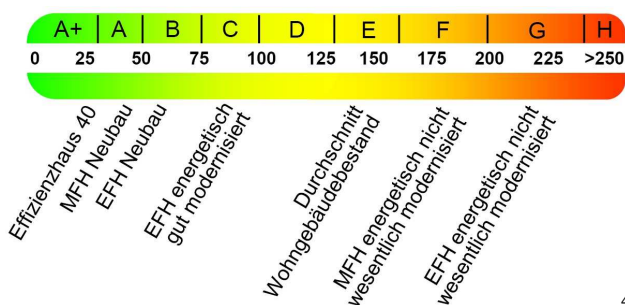 A+ A B C D E F G H
0 25 50 75 100 125 150 175 200 225 >250
Effizienzhaus 40
MFH Neubau
EFH Neubau
EFH energetisch
gut modernisiert
Durchschnitt
Wohngebäudebestand
MFH energetisch nicht
wesentlich modernisiert
EFH energetisch nicht
wesentlich modernisiert